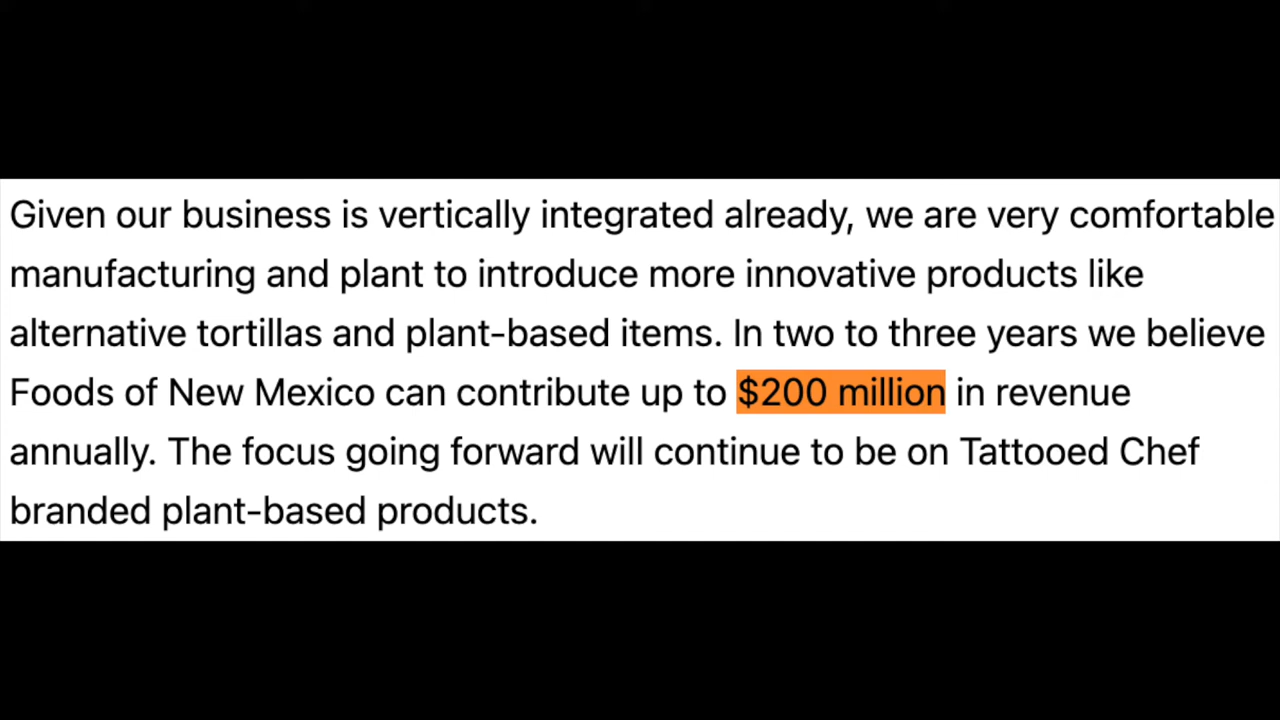 Given our business is vertically integrated already, we are very comfortable
manufacturing and plant to introduce more innovative products like
alternative tortillas and plant-based items. In two to three years we believe
Foods of New Mexico can contribute up to $200 million in revenue
annually. The focus going forward will continue to be on Tattooed Chef
branded plant-based products.